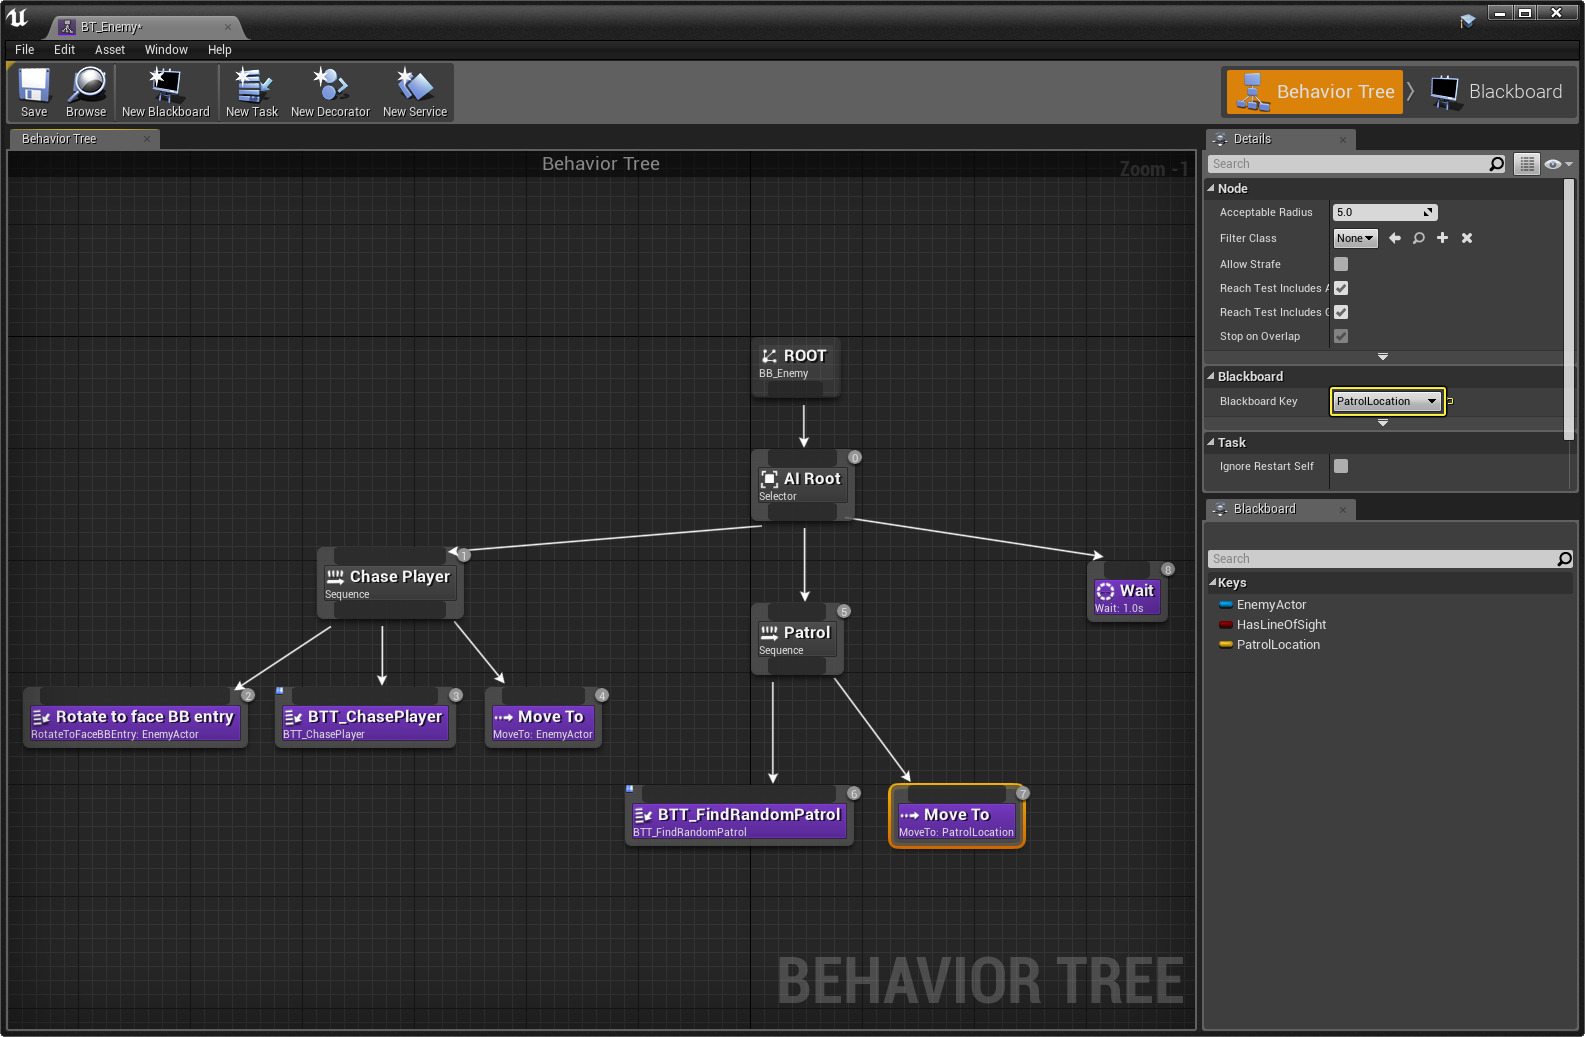 BT_Enemy*
File Edit Asset Window Help
Save Browse New Blackboard New Task New Decorator New Service
Behavior Tree Blackboard
Behavior Tree
Behavior Tree
Zoom -1
ROOT
BB_Enemy
0
AI Root
Selector
1
Chase Player
Sequence
5
Patrol
Sequence
8
Wait
Wait: 1.0s
2
Rotate to face BB entry
RotateToFaceBBEntry: EnemyActor
3
BTT_ChasePlayer
BTT_ChasePlayer
4
Move To
MoveTo: EnemyActor
6
BTT_FindRandomPatrol
BTT_FindRandomPatrol
7
Move To
MoveTo: PatrolLocation
BEHAVIOR TREE
Details
Search
Node
Acceptable Radius 5.0
Filter Class None
Allow Strafe
Reach Test Includes A
Reach Test Includes
Stop on Overlap
Blackboard
Blackboard Key PatrolLocation
Task
Ignore Restart Self
Blackboard
Search
Keys
EnemyActor
HasLineOfSight
PatrolLocation